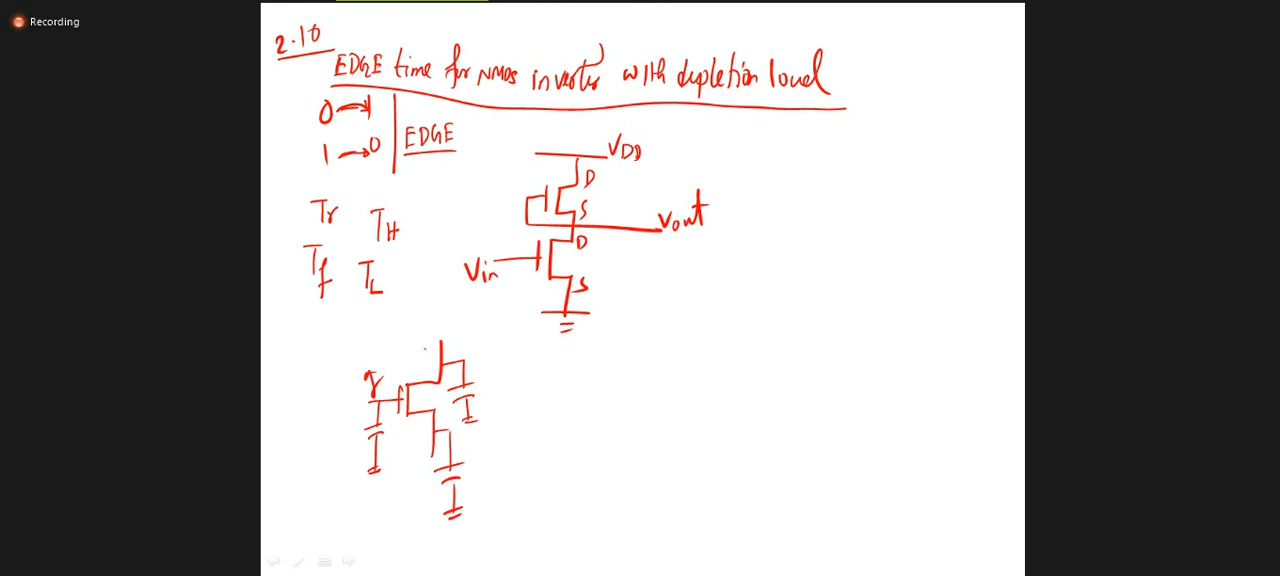 Recording
2.10
EDGE time for NMOS inverter with depletion load
0 → 1
1 → 0
EDGE
VDD
D
S
Vout
D
Vin
S
Tr TH
Tf TL
g